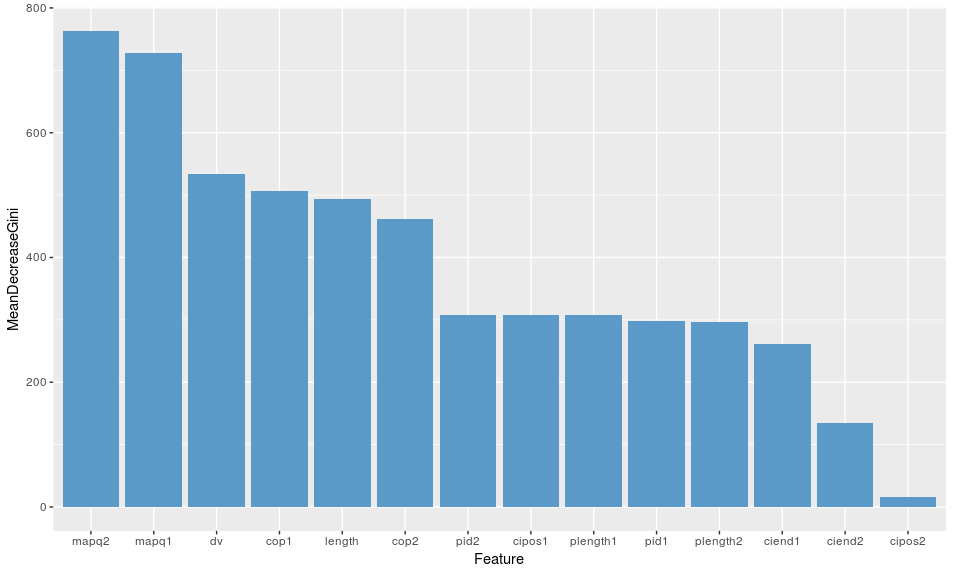 MeanDecreaseGini
800
600
400
200
0
mapq2 mapq1 dv cop1 length cop2 pid2 cipos1 plength1 pid1 plength2 ciend1 ciend2 cipos2
Feature